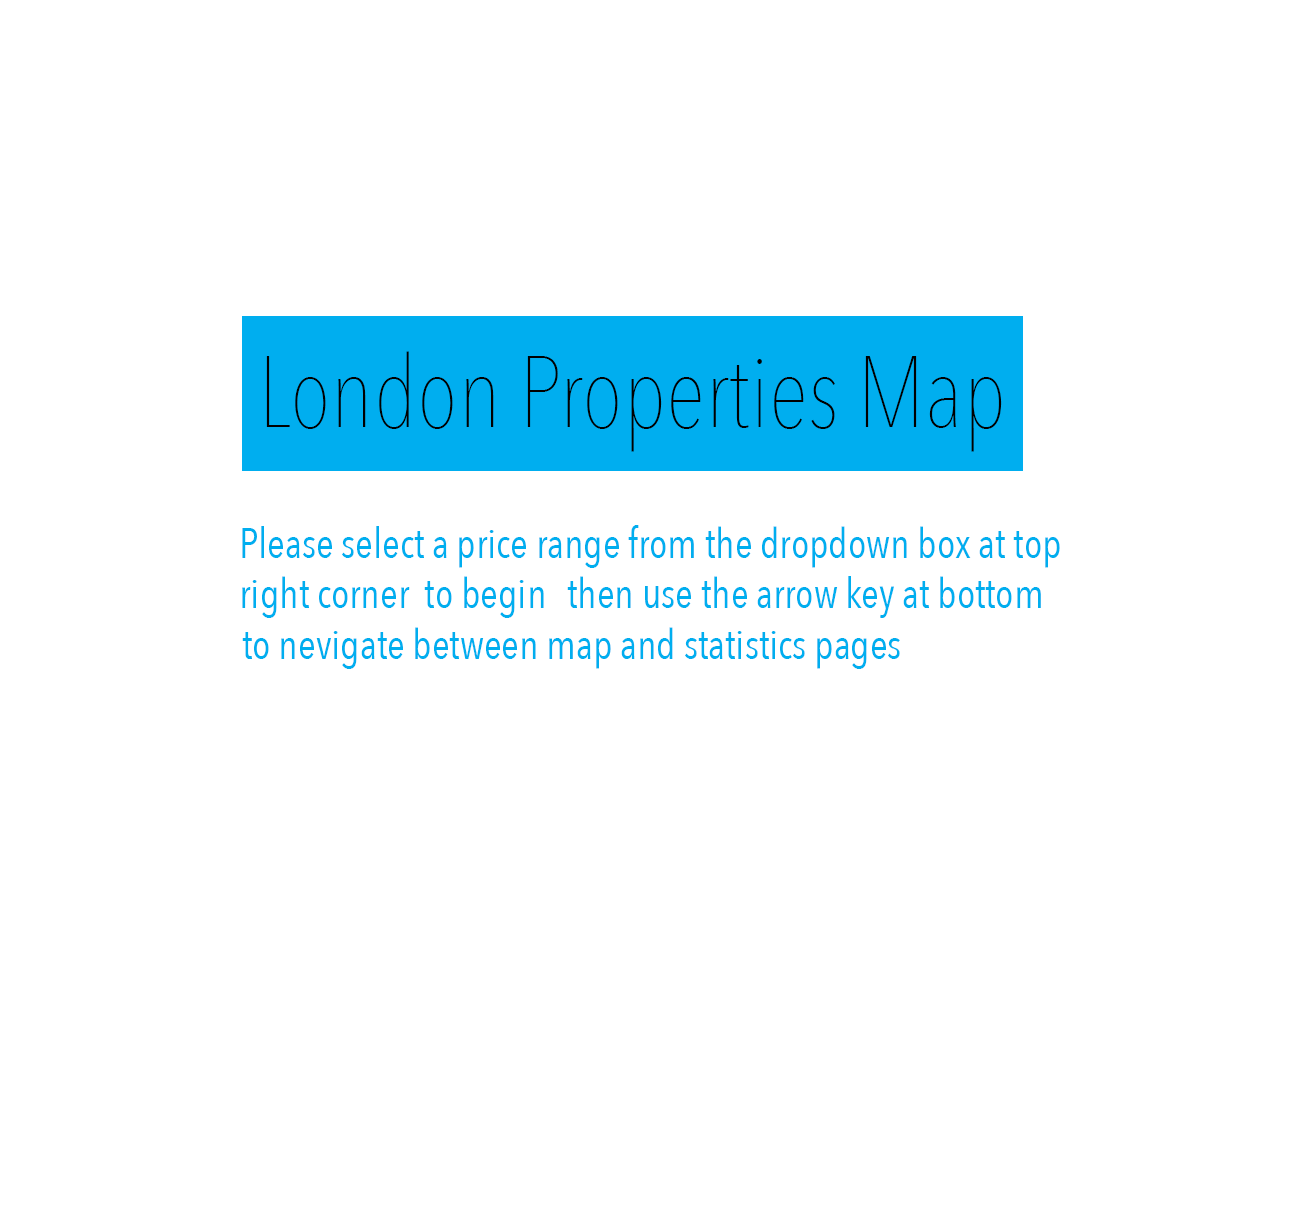 London Properties Map
Please select a price range from the dropdown box at top
right corner  to begin   then use the arrow key at bottom
to nevigate between map and statistics pages